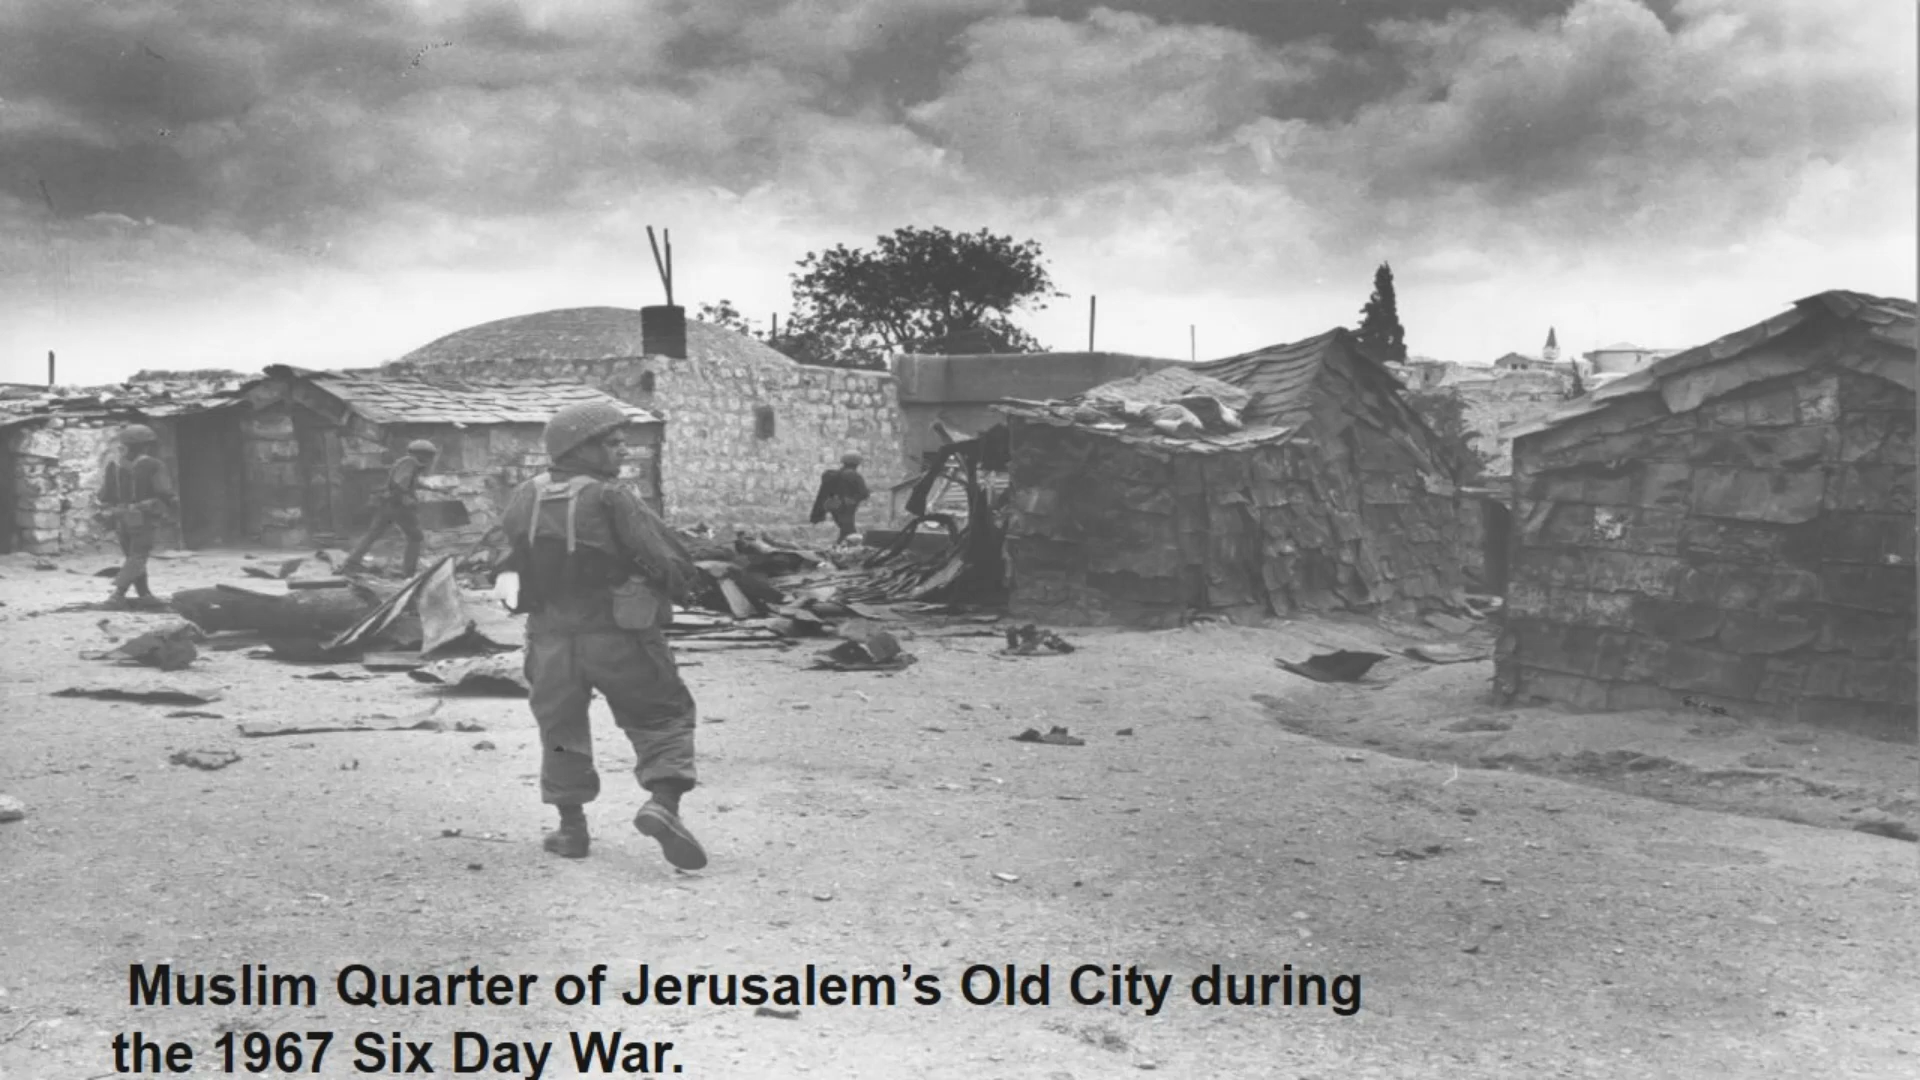 Muslim Quarter of Jerusalem’s Old City during
the 1967 Six Day War.